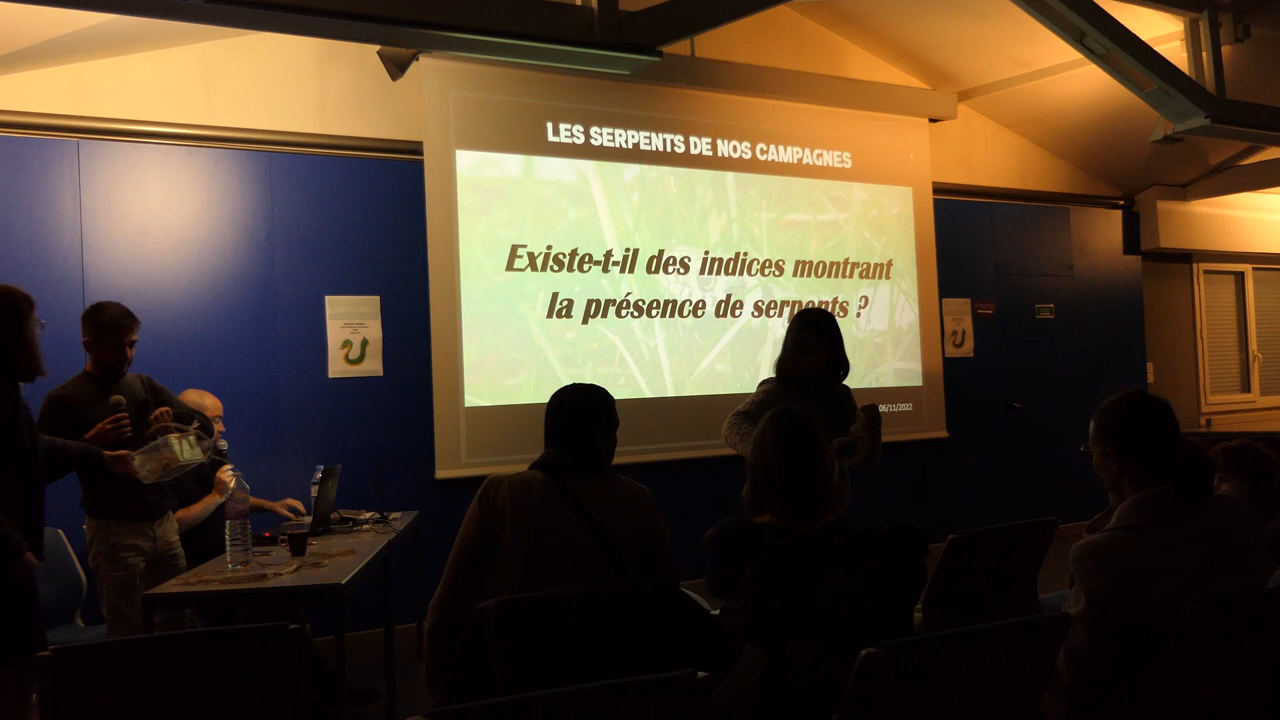 LES SERPENTS DE NOS CAMPAGNES
Existe-t-il des indices montrant
la présence de serpents ?
06/11/2022